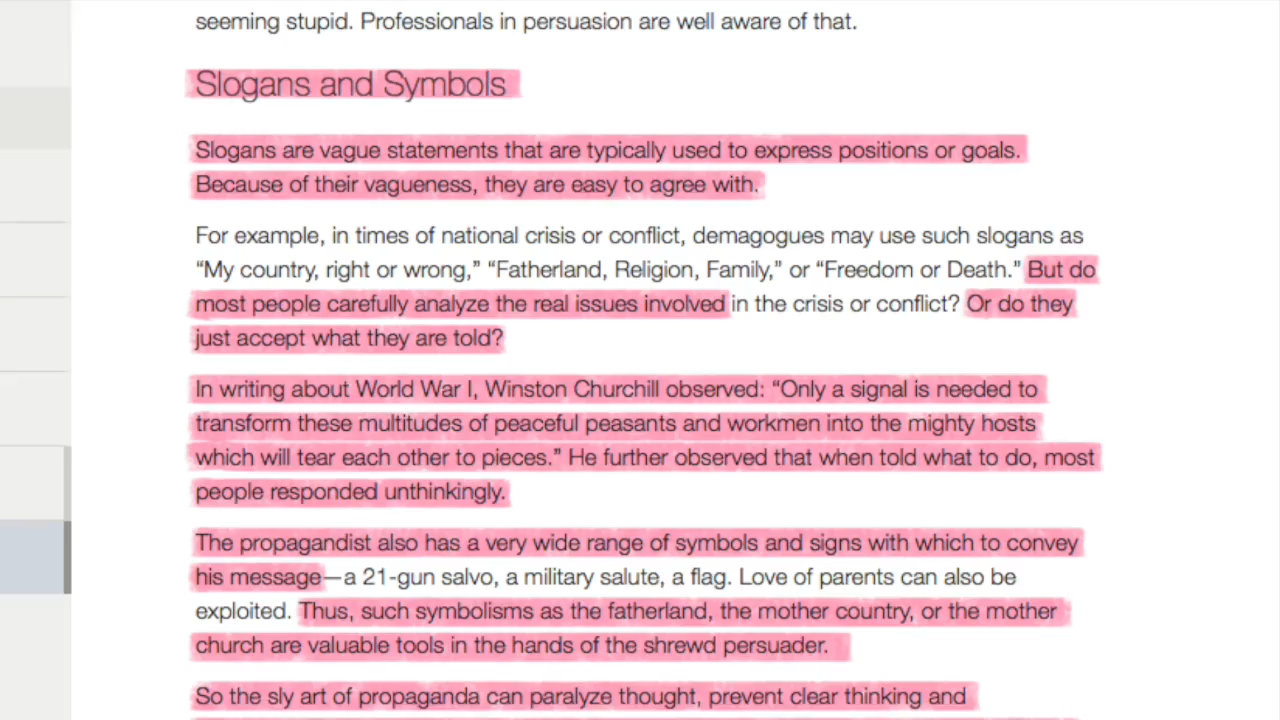 seeming stupid. Professionals in persuasion are well aware of that.
Slogans and Symbols
Slogans are vague statements that are typically used to express positions or goals.
Because of their vagueness, they are easy to agree with.
For example, in times of national crisis or conflict, demagogues may use such slogans as
“My country, right or wrong,” “Fatherland, Religion, Family,” or “Freedom or Death.” But do
most people carefully analyze the real issues involved in the crisis or conflict? Or do they
just accept what they are told?
In writing about World War I, Winston Churchill observed: “Only a signal is needed to
transform these multitudes of peaceful peasants and workmen into the mighty hosts
which will tear each other to pieces.” He further observed that when told what to do, most
people responded unthinkingly.
The propagandist also has a very wide range of symbols and signs with which to convey
his message—a 21-gun salvo, a military salute, a flag. Love of parents can also be
exploited. Thus, such symbolisms as the fatherland, the mother country, or the mother
church are valuable tools in the hands of the shrewd persuader.
So the sly art of propaganda can paralyze thought, prevent clear thinking and